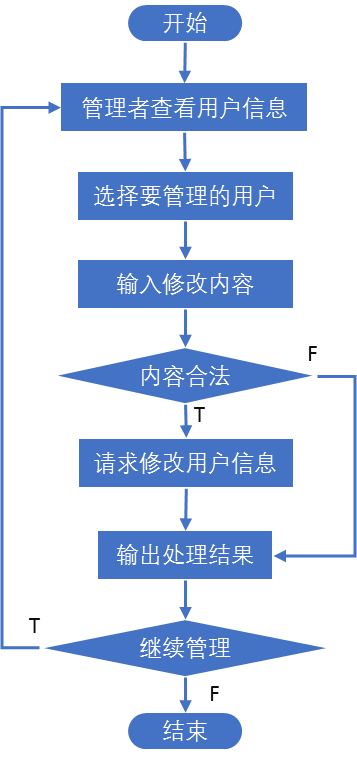 开始
管理者查看用户信息
选择要管理的用户
输入修改内容
内容合法
F
T
请求修改用户信息
输出处理结果
T
继续管理
F
结束